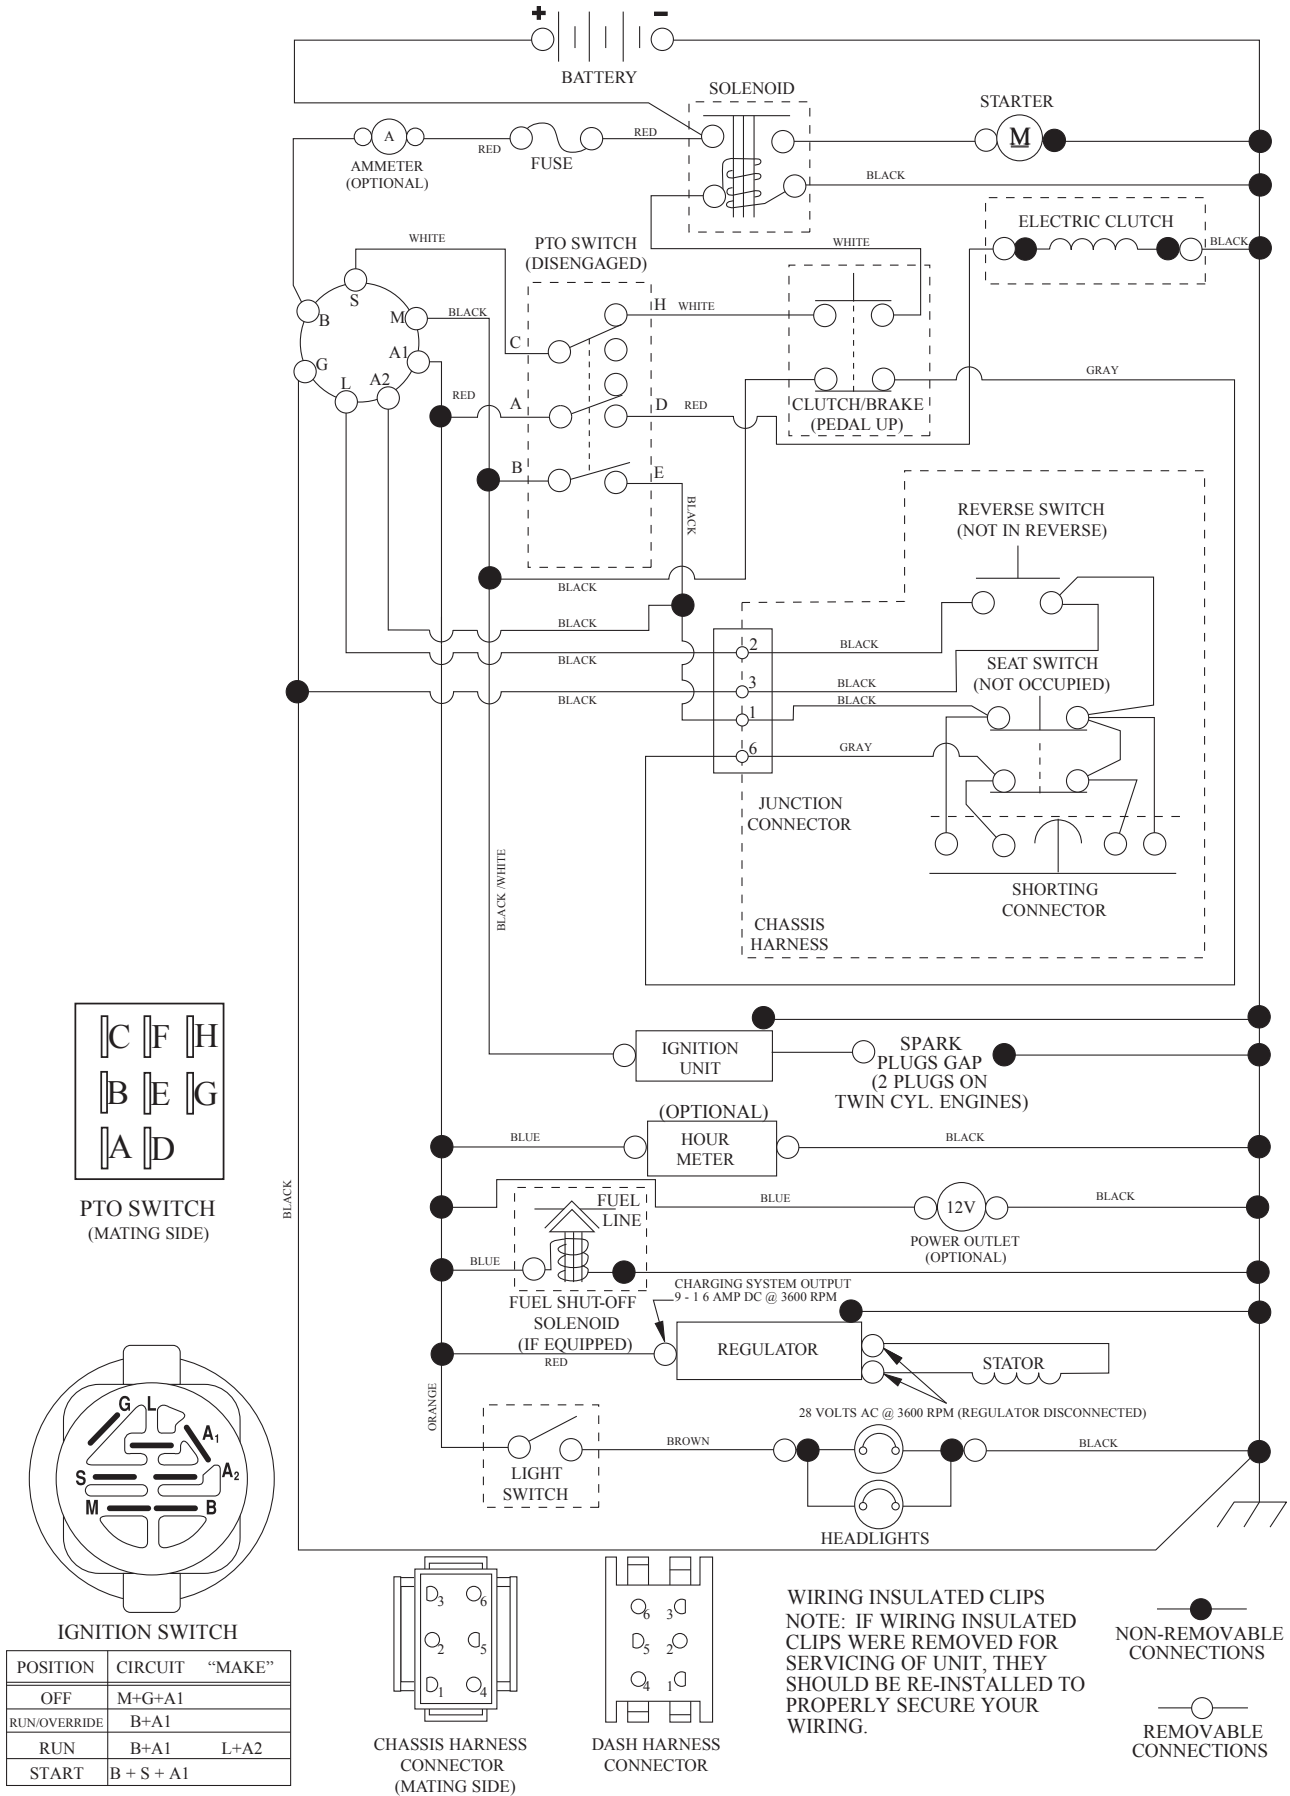 +
−
BATTERY
SOLENOID
STARTER
M
A
AMMETER
(OPTIONAL)
RED
FUSE
RED
BLACK
ELECTRIC CLUTCH
BLACK
WHITE
PTO SWITCH
(DISENGAGED)
WHITE
S
B
M
BLACK
H
WHITE
C
A1
G
GRAY
L
A2
RED
A
D
RED
CLUTCH/BRAKE
(PEDAL UP)
B
E
BLACK
REVERSE SWITCH
(NOT IN REVERSE)
BLACK
BLACK
2
BLACK
BLACK
SEAT SWITCH
(NOT OCCUPIED)
3
BLACK
BLACK
1
BLACK
6
GRAY
JUNCTION
CONNECTOR
BLACK /WHITE
SHORTING
CONNECTOR
CHASSIS
HARNESS
C F H
B E G
A D
PTO SWITCH
(MATING SIDE)
IGNITION
UNIT
SPARK
PLUGS GAP
(2 PLUGS ON
TWIN CYL. ENGINES)
(OPTIONAL)
BLUE
HOUR
METER
BLACK
BLACK
FUEL
LINE
BLUE
12V
BLACK
POWER OUTLET
(OPTIONAL)
BLUE
FUEL SHUT-OFF
SOLENOID
(IF EQUIPPED)
CHARGING SYSTEM OUTPUT
9 - 1 6 AMP DC @ 3600 RPM
RED
REGULATOR
STATOR
ORANGE
28 VOLTS AC @ 3600 RPM (REGULATOR DISCONNECTED)
LIGHT
SWITCH
BROWN
BLACK
HEADLIGHTS
G L
A1
S
A2
M
B
IGNITION SWITCH
POSITION CIRCUIT “MAKE”
OFF M+G+A1
RUN/OVERRIDE B+A1
RUN B+A1 L+A2
START B + S + A1
3 6
2 5
1 4
CHASSIS HARNESS
CONNECTOR
(MATING SIDE)
6 3
5 2
4 1
DASH HARNESS
CONNECTOR
WIRING INSULATED CLIPS
NOTE: IF WIRING INSULATED
CLIPS WERE REMOVED FOR
SERVICING OF UNIT, THEY
SHOULD BE RE-INSTALLED TO
PROPERLY SECURE YOUR
WIRING.
NON-REMOVABLE
CONNECTIONS
REMOVABLE
CONNECTIONS